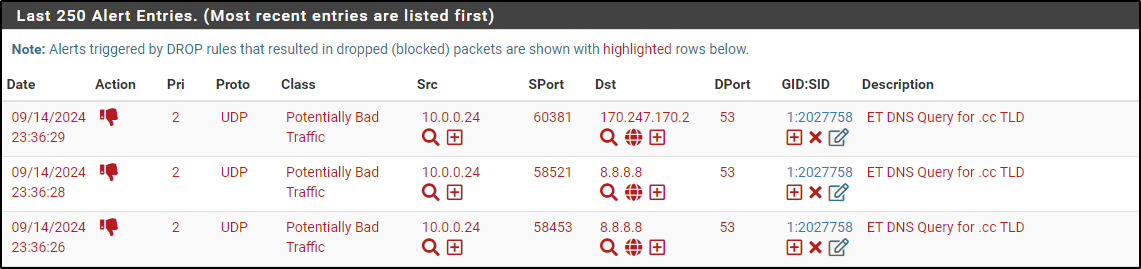 Last 250 Alert Entries. (Most recent entries are listed first)
Note: Alerts triggered by DROP rules that resulted in dropped (blocked) packets are shown with highlighted rows below.
Date Action Pri Proto Class Src SPort Dst DPort GID:SID Description
09/14/2024 2 UDP Potentially Bad 10.0.0.24 60381 170.247.170.2 53 1:2027758 ET DNS Query for .cc TLD
23:36:29 Traffic
09/14/2024 2 UDP Potentially Bad 10.0.0.24 58521 8.8.8.8 53 1:2027758 ET DNS Query for .cc TLD
23:36:28 Traffic
09/14/2024 2 UDP Potentially Bad 10.0.0.24 58453 8.8.8.8 53 1:2027758 ET DNS Query for .cc TLD
23:36:26 Traffic